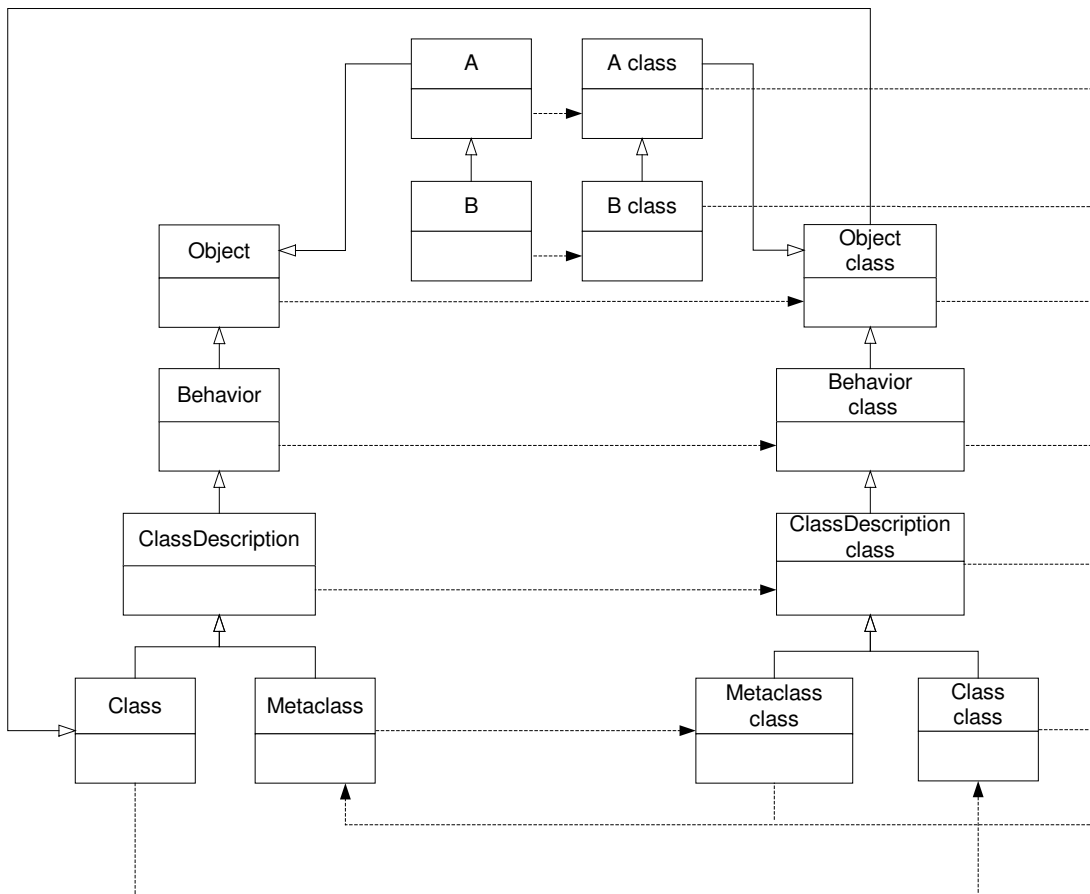 A
A class
B
B class
Object
Object
class
Behavior
Behavior
class
ClassDescription
ClassDescription
class
Class
Metaclass
Metaclass
class
Class
class